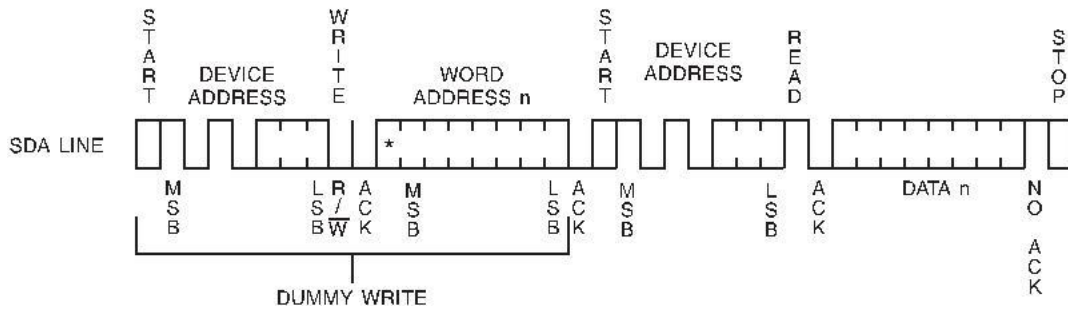 START
WRITE
START
READ
STOP
DEVICE
ADDRESS
WORD
ADDRESS n
DEVICE
ADDRESS
SDA LINE
*
MSB
LSB
R/W
ACK
MSB
LSB
ACK
MSB
LSB
ACK
DATA n
NO ACK
DUMMY WRITE